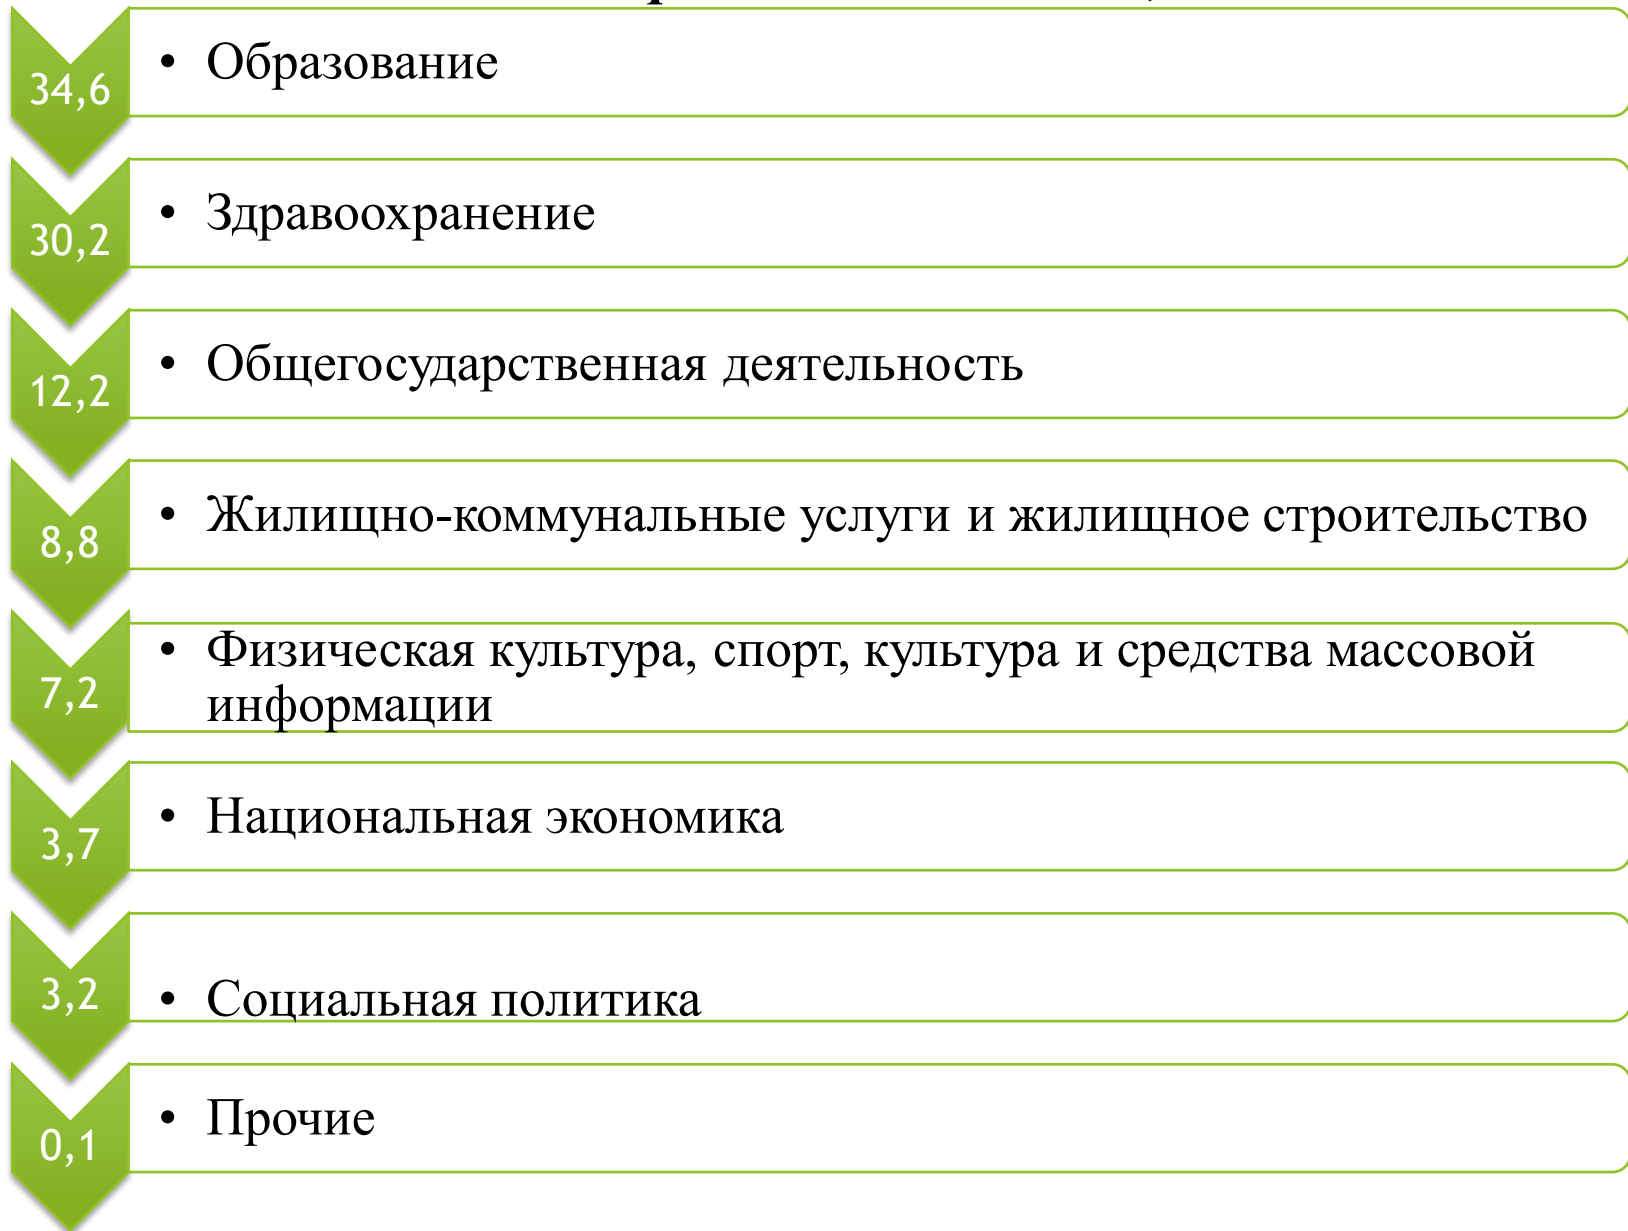 34,6
• Образование
30,2
• Здравоохранение
12,2
• Общегосударственная деятельность
8,8
• Жилищно-коммунальные услуги и жилищное строительство
7,2
• Физическая культура, спорт, культура и средства массовой
информации
3,7
• Национальная экономика
3,2
• Социальная политика
0,1
• Прочие